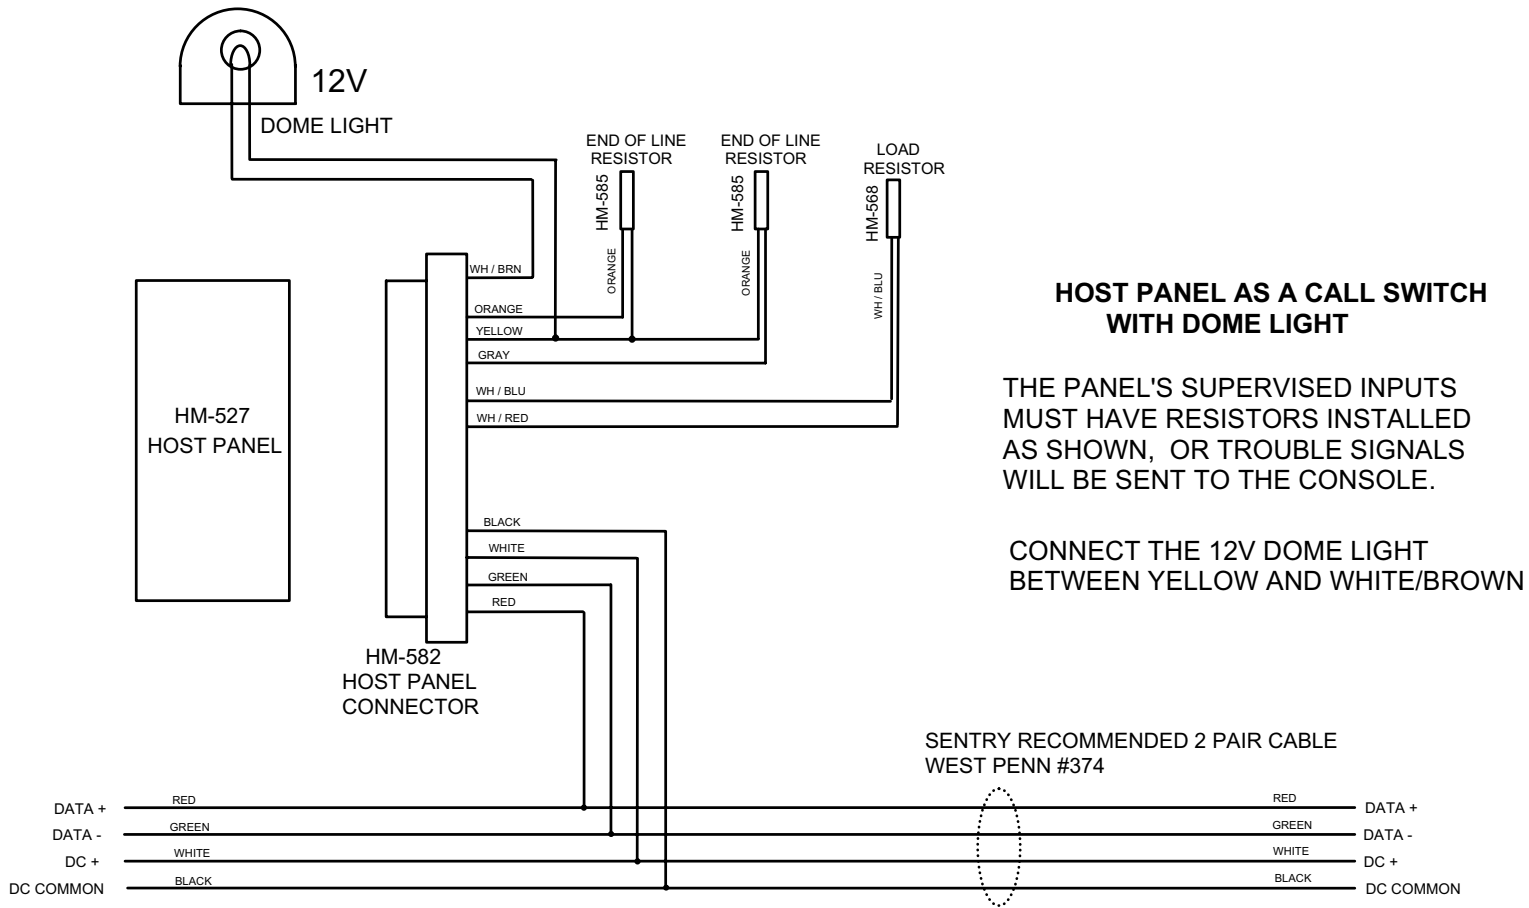 12V
DOME LIGHT
END OF LINE
RESISTOR
END OF LINE
RESISTOR
LOAD
RESISTOR
HM-585
HM-585
HM-568
ORANGE
ORANGE
WH / BLU
WH / BRN
ORANGE
YELLOW
GRAY
WH / BLU
WH / RED
HM-527
HOST PANEL
BLACK
WHITE
GREEN
RED
HM-582
HOST PANEL
CONNECTOR
HOST PANEL AS A CALL SWITCH
WITH DOME LIGHT
THE PANEL'S SUPERVISED INPUTS
MUST HAVE RESISTORS INSTALLED
AS SHOWN, OR TROUBLE SIGNALS
WILL BE SENT TO THE CONSOLE.
CONNECT THE 12V DOME LIGHT
BETWEEN YELLOW AND WHITE/BROWN
SENTRY RECOMMENDED 2 PAIR CABLE
WEST PENN #374
DATA + RED RED DATA +
DATA - GREEN GREEN DATA -
DC + WHITE WHITE DC +
DC COMMON BLACK BLACK DC COMMON